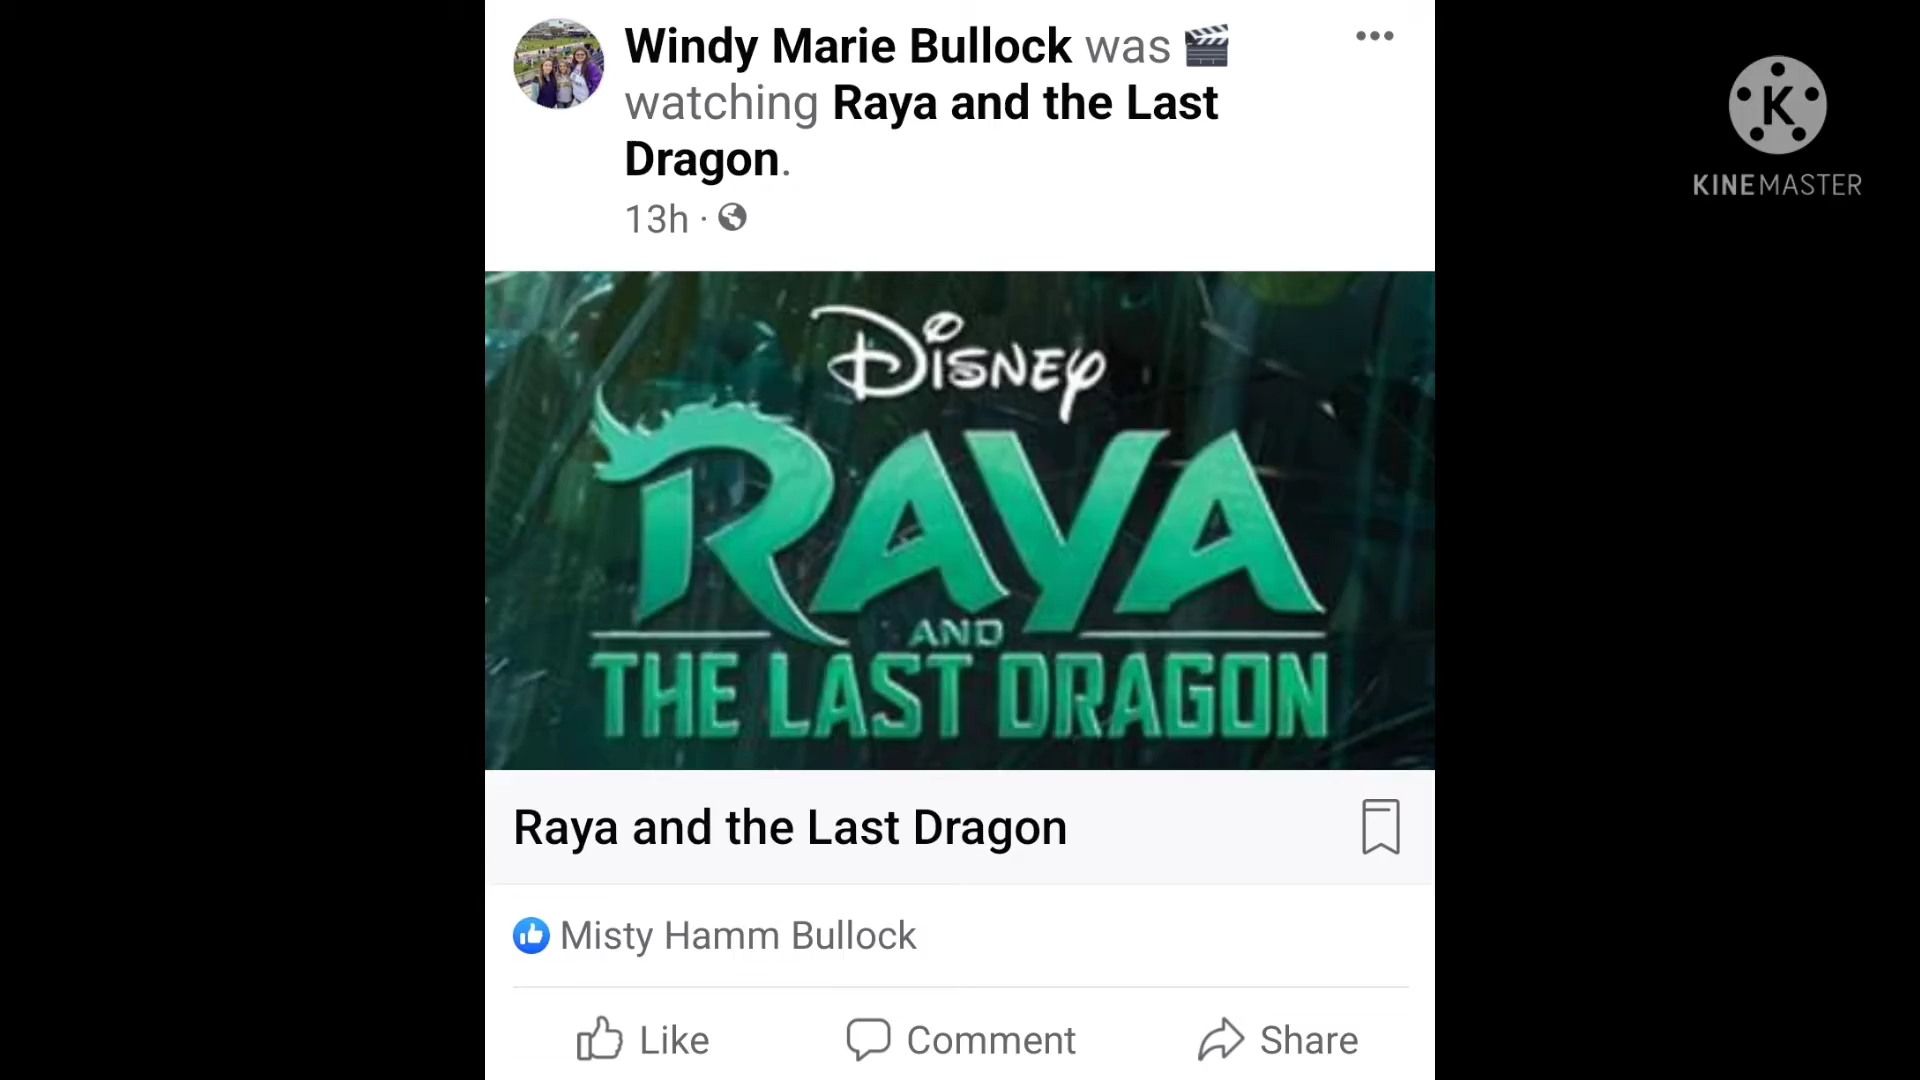 Windy Marie Bullock was
watching Raya and the Last
Dragon.
13h ·
K
KINEMASTER
Disney
RAYA
AND
THE LAST DRAGON
Raya and the Last Dragon
Misty Hamm Bullock
Like Comment Share